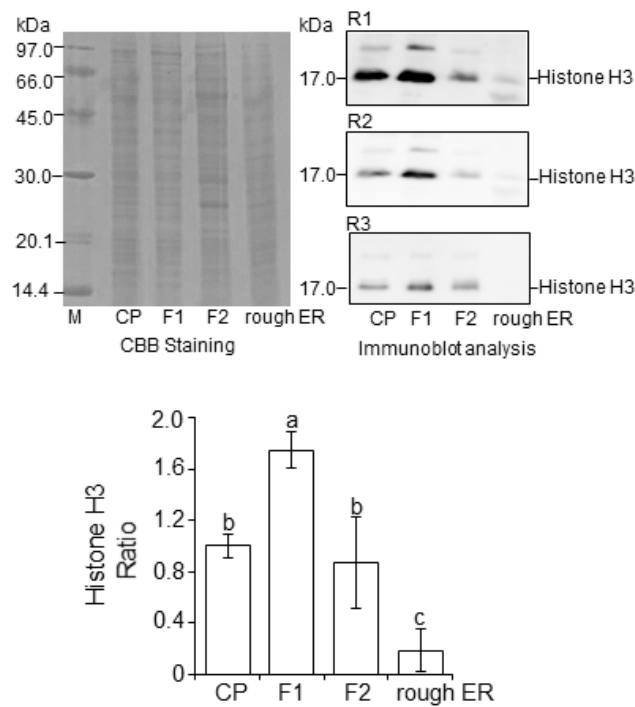 kDa
97.0
66.0
45.0
30.0
20.1
14.4
M CP F1 F2 rough ER
CBB Staining
kDa
R1
17.0 Histone H3
R2
17.0 Histone H3
R3
17.0 Histone H3
CP F1 F2 rough ER
Immunoblot analysis
Histone H3
Ratio
2.0
1.6
1.2
0.8
0.4
0
b
a
b
c
CP F1 F2 rough ER